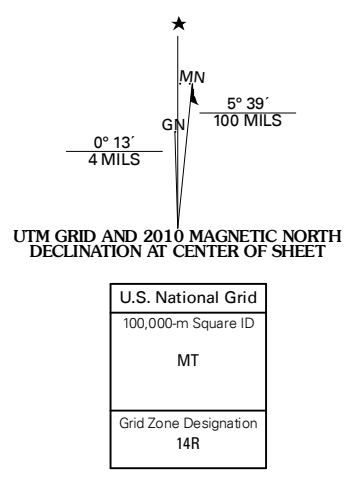 MN
5° 39´
100 MILS
GN
0° 13´
4 MILS
UTM GRID AND 2010 MAGNETIC NORTH
DECLINATION AT CENTER OF SHEET
U.S. National Grid
100,000-m Square ID
MT
Grid Zone Designation
14R